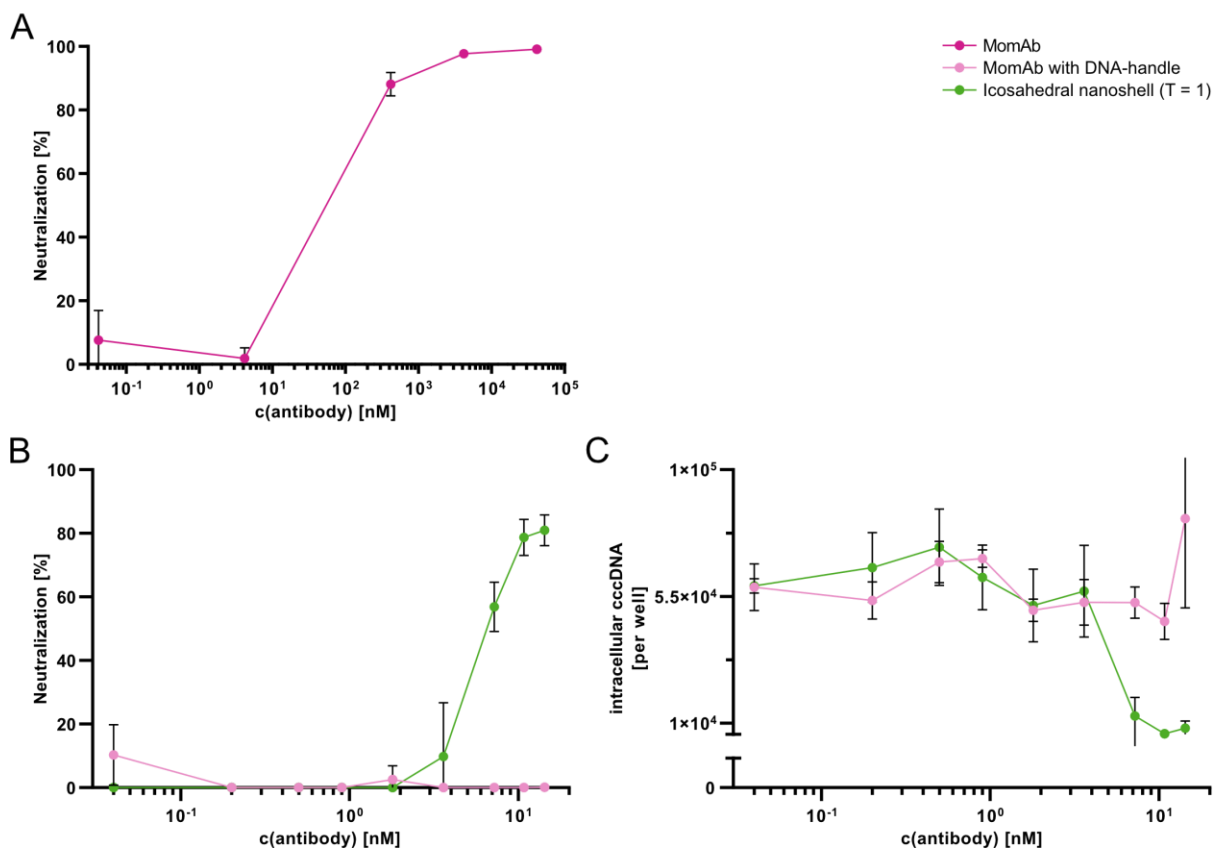 A
100
80
60
40
20
0
Neutralization [%]
10⁻¹ 10⁰ 10¹ 10² 10³ 10⁴ 10⁵
c(antibody) [nM]
MomAb
MomAb with DNA-handle
Icosahedral nanoshell (T = 1)
B
100
80
60
40
20
0
Neutralization [%]
10⁻¹ 10⁰ 10¹
c(antibody) [nM]
C
1×10⁵
5.5×10⁴
1×10⁴
0
intracellular cccDNA
[per well]
10⁻¹ 10⁰ 10¹
c(antibody) [nM]